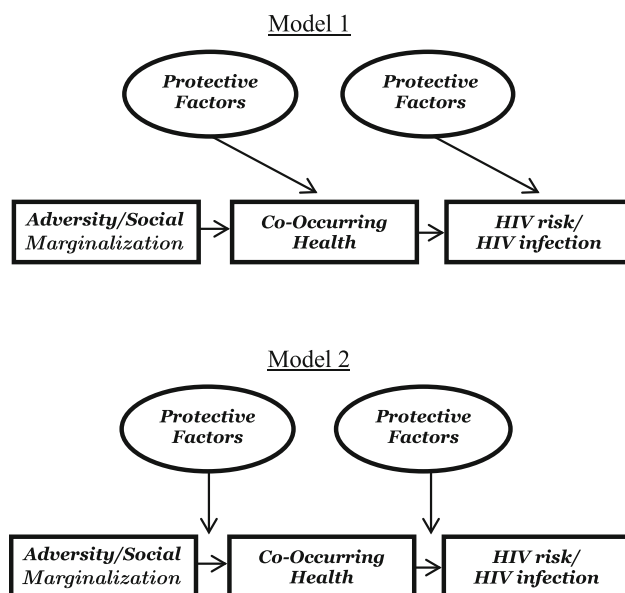 Model 1
Protective
Factors
Protective
Factors
Adversity/Social
Marginalization
Co-Occurring
Health
HIV risk/
HIV infection
Model 2
Protective
Factors
Protective
Factors
Adversity/Social
Marginalization
Co-Occurring
Health
HIV risk/
HIV infection